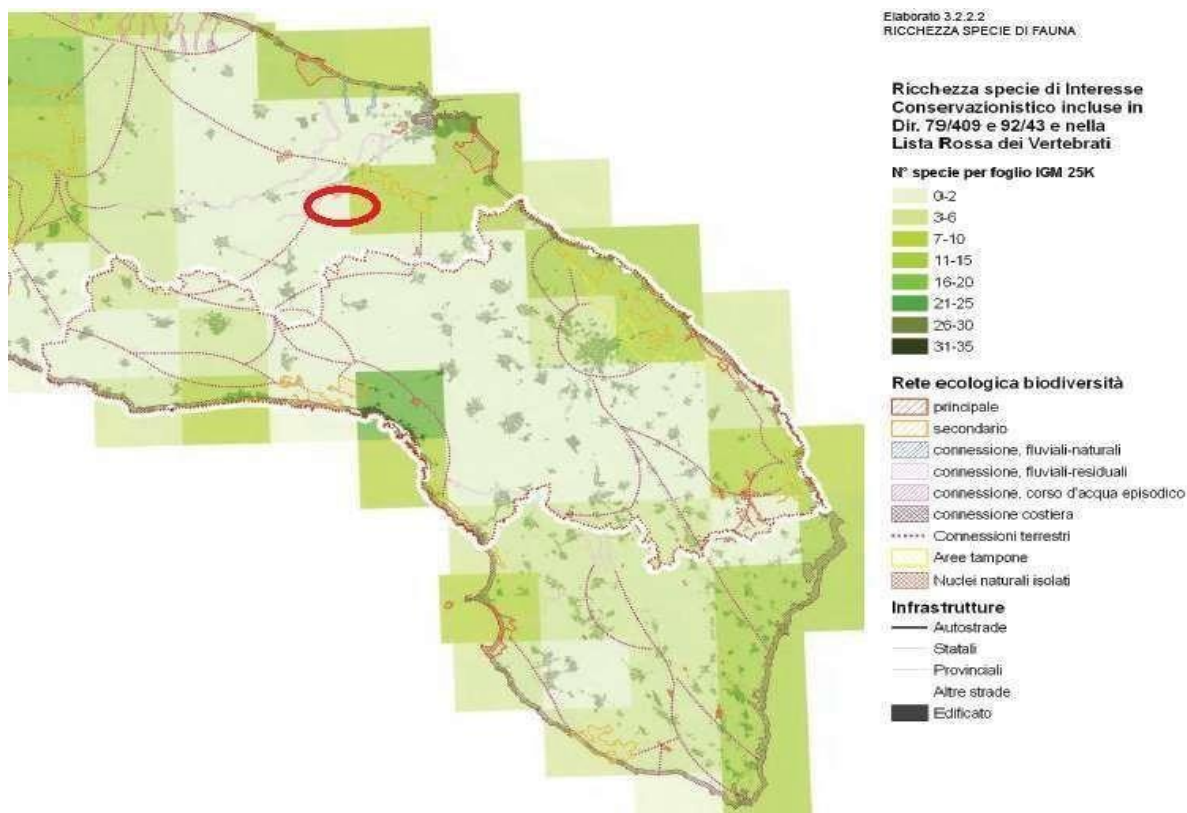 Elaborato 3.2.2.2
RICCHEZZA SPECIE DI FAUNA
Ricchezza specie di Interesse
Conservazionistico incluse in
Dir. 79/409 e 92/43 e nella
Lista Rossa dei Vertebrati
N° specie per foglio IGM 25K
0-2
3-6
7-10
11-15
16-20
21-25
26-30
31-35
Rete ecologica biodiversità
principale
secondario
connessione, fluviali-naturali
connessione, fluviali-residuali
connessione, corso d'acqua episodico
connessione costiera
Connessioni terrestri
Aree tampone
Nuclei naturali isolati
Infrastrutture
Autostrade
Statali
Provinciali
Altre strade
Edificato